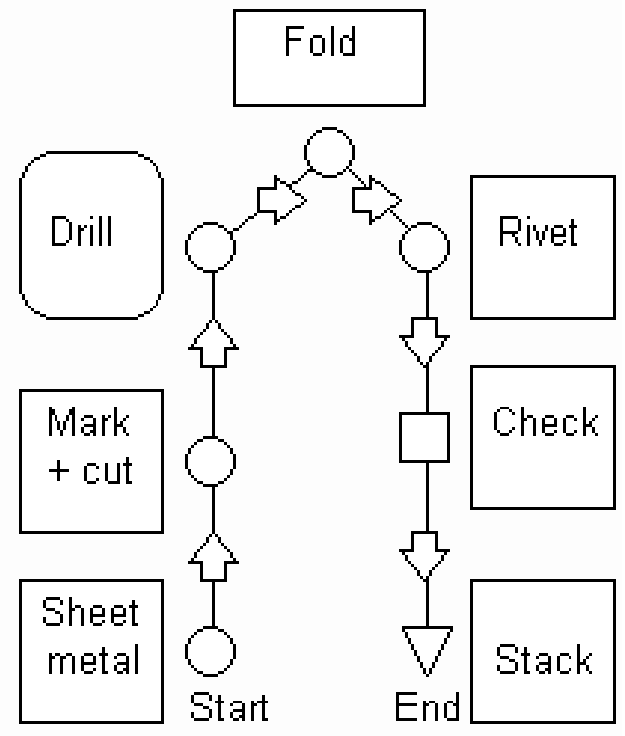 Fold
Drill
Rivet
Mark
+ cut
Check
Sheet
metal
Stack
Start
End